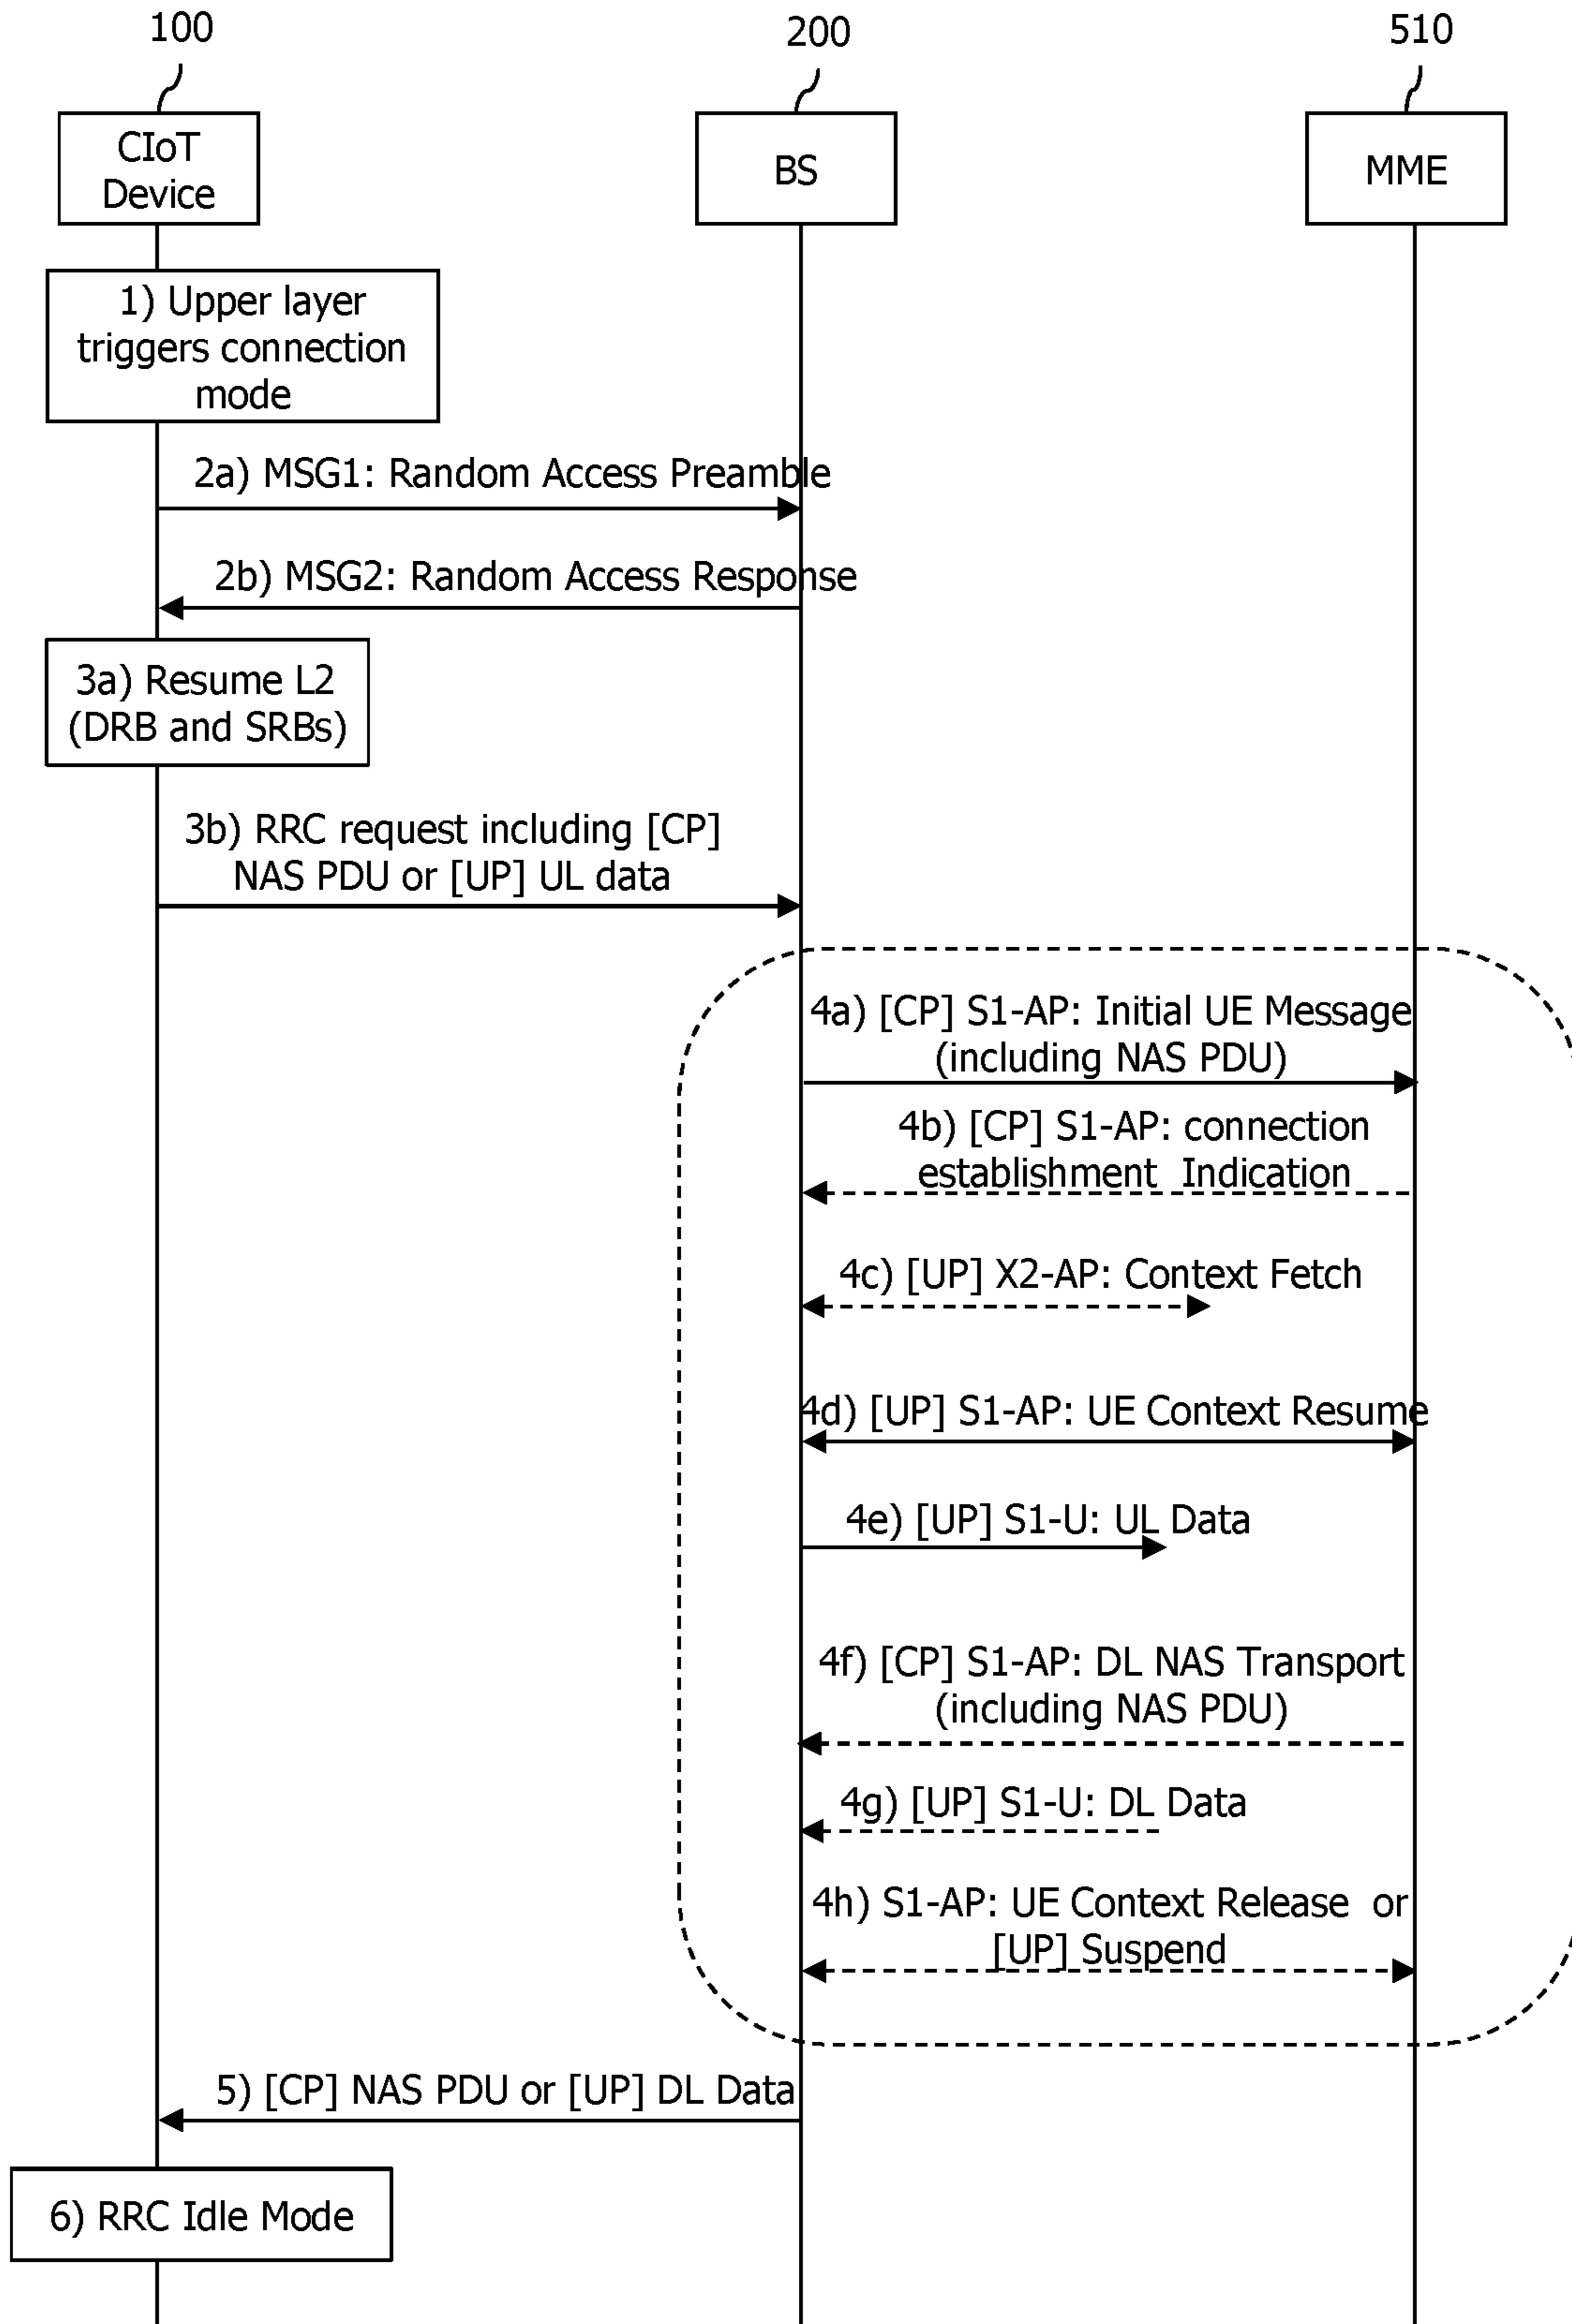 100
200
510
CIoT
Device
BS
MME
1) Upper layer
triggers connection
mode
2a) MSG1: Random Access Preamble
2b) MSG2: Random Access Response
3a) Resume L2
(DRB and SRBs)
3b) RRC request including [CP]
NAS PDU or [UP] UL data
4a) [CP] S1-AP: Initial UE Message
(including NAS PDU)
4b) [CP] S1-AP: connection
establishment Indication
4c) [UP] X2-AP: Context Fetch
4d) [UP] S1-AP: UE Context Resume
4e) [UP] S1-U: UL Data
4f) [CP] S1-AP: DL NAS Transport
(including NAS PDU)
4g) [UP] S1-U: DL Data
4h) S1-AP: UE Context Release or
[UP] Suspend
5) [CP] NAS PDU or [UP] DL Data
6) RRC Idle Mode